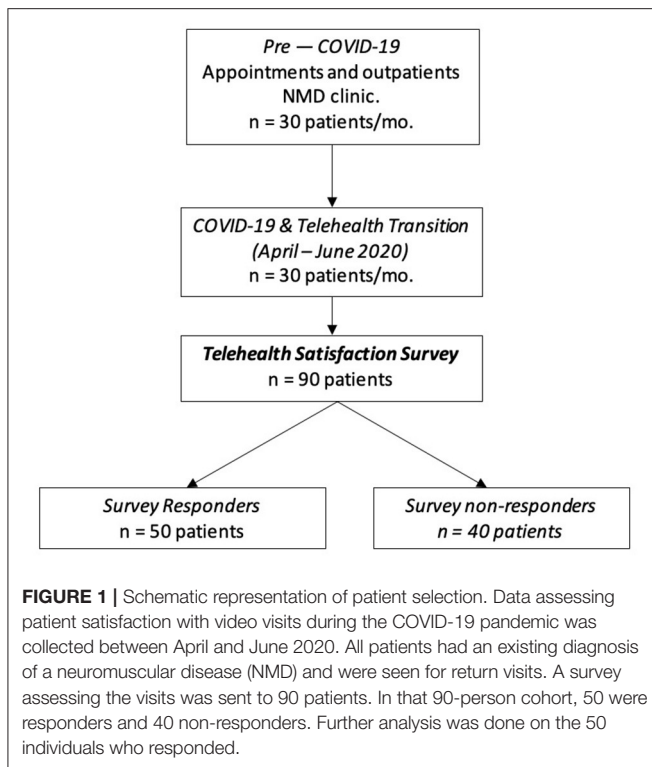 Pre — COVID-19
Appointments and outpatients
NMD clinic.
n = 30 patients/mo.
COVID-19 & Telehealth Transition
(April – June 2020)
n = 30 patients/mo.
Telehealth Satisfaction Survey
n = 90 patients
Survey Responders
n = 50 patients
Survey non-responders
n = 40 patients
FIGURE 1 | Schematic representation of patient selection. Data assessing
patient satisfaction with video visits during the COVID-19 pandemic was
collected between April and June 2020. All patients had an existing diagnosis
of a neuromuscular disease (NMD) and were seen for return visits. A survey
assessing the visits was sent to 90 patients. In that 90-person cohort, 50 were
responders and 40 non-responders. Further analysis was done on the 50
individuals who responded.